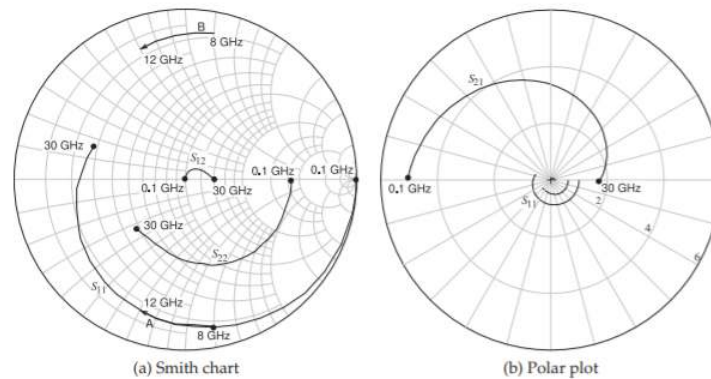 B
8 GHz
12 GHz
30 GHz
S12
0.1 GHz
30 GHz
0.1 GHz
0.1 GHz
30 GHz
S22
S11
12 GHz
A
8 GHz
(a) Smith chart
S21
0.1 GHz
30 GHz
S11
2
4
6
(b) Polar plot